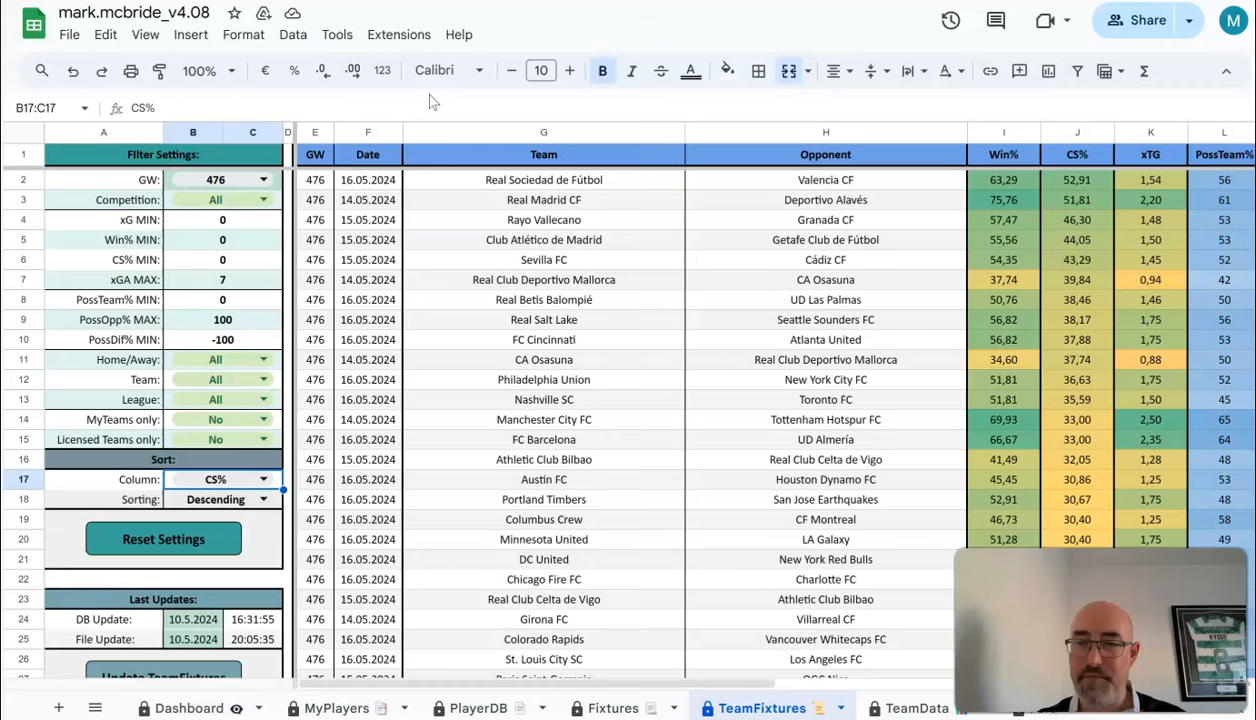 mark.mcbride_v4.08
File Edit View Insert Format Data Tools Extensions Help
Share
M
100% € % .0 .00 123 Calibri − 10 + B I S A Σ
B17:C17 fx CS%
A B C D E F G H I J K L
1 Filter Settings: GW Date Team Opponent Win% CS% xTG PossTeam%
2 GW: 476 476 16.05.2024 Real Sociedad de Fútbol Valencia CF 63,29 52,91 1,54 56
3 Competition: All 476 14.05.2024 Real Madrid CF Deportivo Alavés 75,76 51,81 2,20 61
4 xG MIN: 0 476 15.05.2024 Rayo Vallecano Granada CF 57,47 46,30 1,48 53
5 Win% MIN: 0 476 15.05.2024 Club Atlético de Madrid Getafe Club de Fútbol 55,56 44,05 1,50 53
6 CS% MIN: 0 476 15.05.2024 Sevilla FC Cádiz CF 54,35 43,29 1,45 52
7 xGA MAX: 7 476 14.05.2024 Real Club Deportivo Mallorca CA Osasuna 37,74 39,84 0,94 42
8 PossTeam% MIN: 0 476 16.05.2024 Real Betis Balompié UD Las Palmas 50,76 38,46 1,46 50
9 PossOpp% MAX: 100 476 16.05.2024 Real Salt Lake Seattle Sounders FC 56,82 38,17 1,75 56
10 PossDif% MIN: -100 476 16.05.2024 FC Cincinnati Atlanta United 56,82 37,88 1,75 53
11 Home/Away: All 476 14.05.2024 CA Osasuna Real Club Deportivo Mallorca 34,60 37,74 0,88 50
12 Team: All 476 16.05.2024 Philadelphia Union New York City FC 51,81 36,63 1,75 52
13 League: All 476 16.05.2024 Nashville SC Toronto FC 51,81 35,59 1,50 45
14 MyTeams only: No 476 14.05.2024 Manchester City FC Tottenham Hotspur FC 69,93 33,00 2,50 65
15 Licensed Teams only: No 476 16.05.2024 FC Barcelona UD Almería 66,67 33,00 2,35 64
16 Sort: 476 15.05.2024 Athletic Club Bilbao Real Club Celta de Vigo 41,49 32,05 1,28 48
17 Column: CS% 476 16.05.2024 Austin FC Houston Dynamo FC 45,45 30,86 1,25 53
18 Sorting: Descending 476 16.05.2024 Portland Timbers San Jose Earthquakes 52,91 30,67 1,75 48
19 476 16.05.2024 Columbus Crew CF Montreal 46,73 30,40 1,25 58
Reset Settings
20 476 16.05.2024 Minnesota United LA Galaxy 51,28 30,40 1,75 49
21 476 16.05.2024 DC United New York Red Bulls
22 476 16.05.2024 Chicago Fire FC Charlotte FC
23 Last Updates: 476 15.05.2024 Real Club Celta de Vigo Athletic Club Bilbao
24 DB Update: 10.5.2024 16:31:55 476 14.05.2024 Girona FC Villarreal CF
25 File Update: 10.5.2024 20:05:35 476 16.05.2024 Colorado Rapids Vancouver Whitecaps FC
26 476 16.05.2024 St. Louis City SC Los Angeles FC
Update TeamFixtures
Dashboard MyPlayers PlayerDB Fixtures TeamFixtures TeamData
KYOGO
8